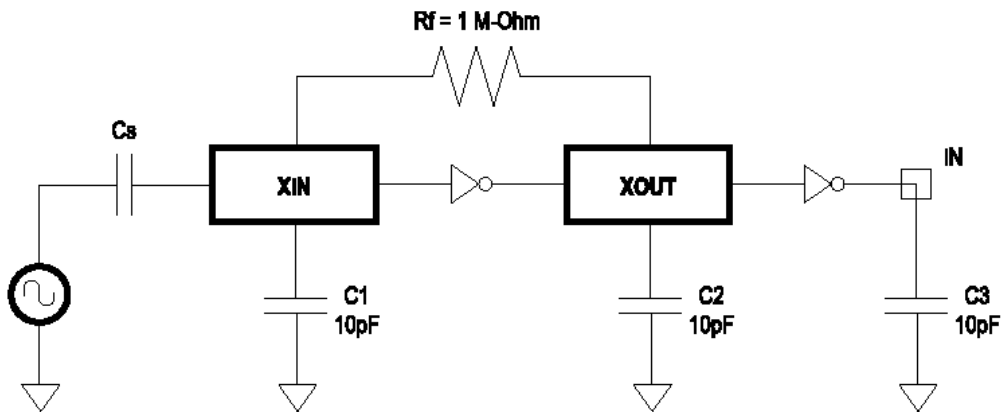 Rf = 1 M-Ohm
Cs
XIN
XOUT
IN
C1
10pF
C2
10pF
C3
10pF